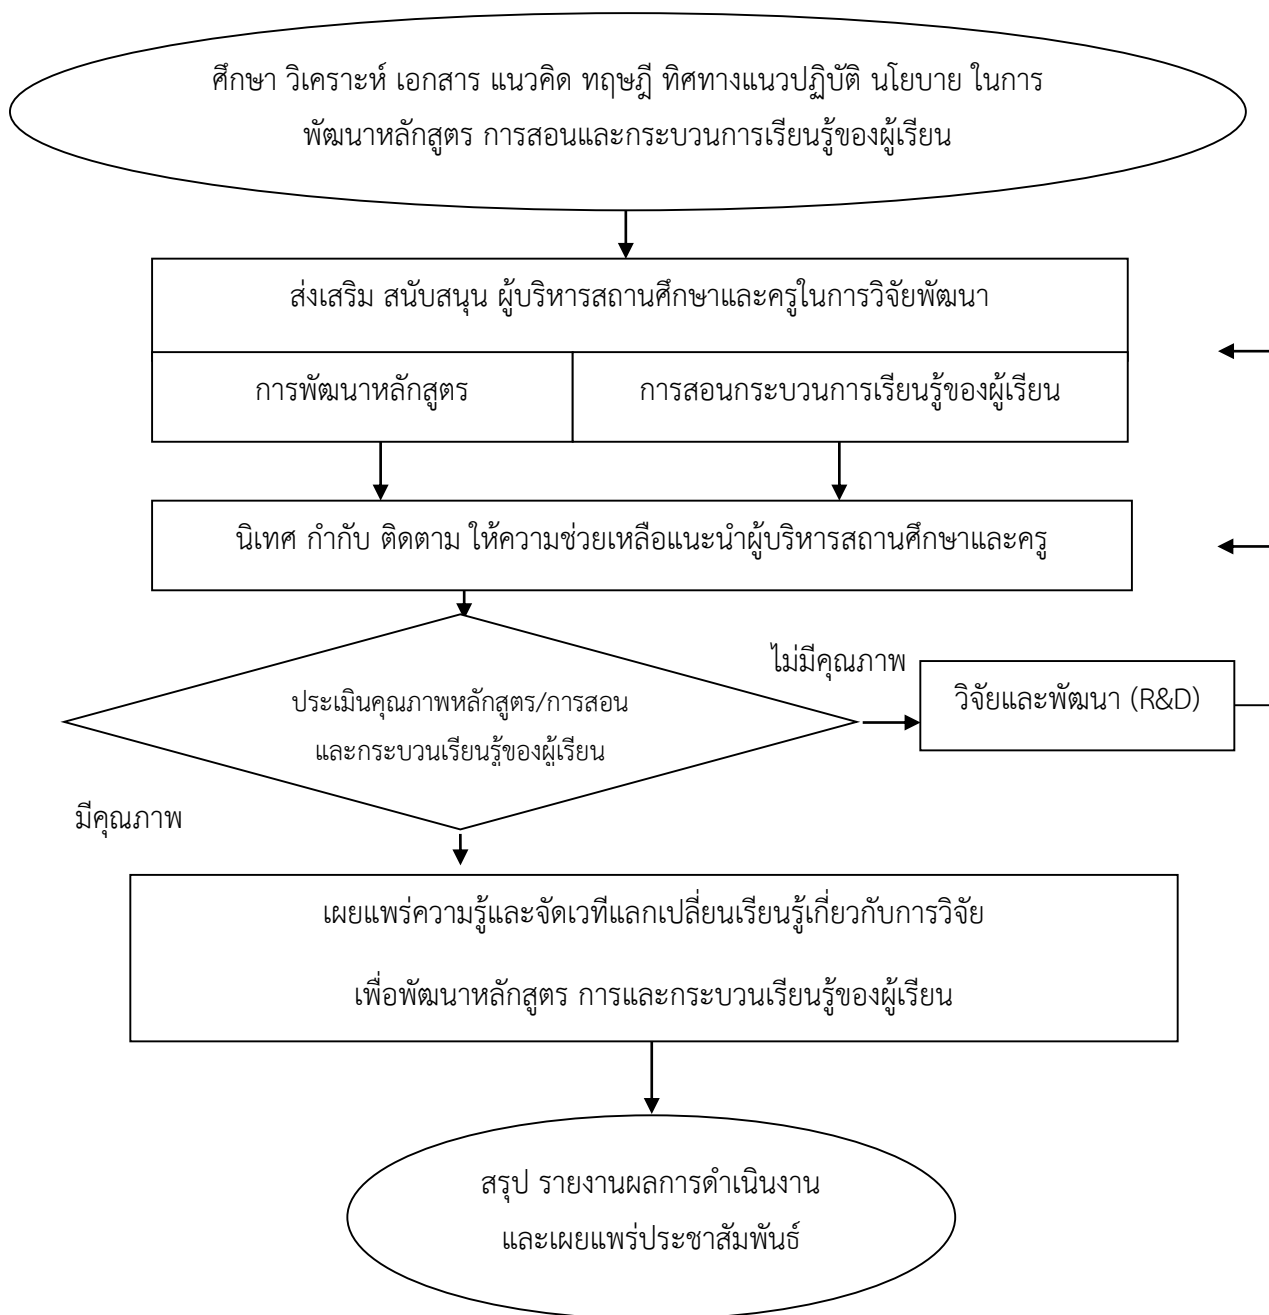 ศึกษา วิเคราะห์ เอกสาร แนวคิด ทฤษฎี ทิศทางแนวปฏิบัติ นโยบาย ในการ
พัฒนาหลักสูตร การสอนและกระบวนการเรียนรู้ของผู้เรียน
ส่งเสริม สนับสนุน ผู้บริหารสถานศึกษาและครูในการวิจัยพัฒนา
การพัฒนาหลักสูตร
การสอนกระบวนการเรียนรู้ของผู้เรียน
นิเทศ กำกับ ติดตาม ให้ความช่วยเหลือแนะนำผู้บริหารสถานศึกษาและครู
ไม่มีคุณภาพ
วิจัยและพัฒนา (R&D)
ประเมินคุณภาพหลักสูตร/การสอน
และกระบวนเรียนรู้ของผู้เรียน
มีคุณภาพ
เผยแพร่ความรู้และจัดเวทีแลกเปลี่ยนเรียนรู้เกี่ยวกับการวิจัย
เพื่อพัฒนาหลักสูตร การและกระบวนเรียนรู้ของผู้เรียน
สรุป รายงานผลการดำเนินงาน
และเผยแพร่ประชาสัมพันธ์